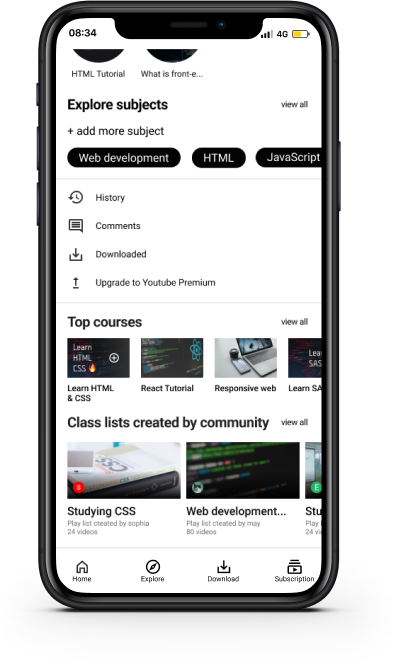 08:34
4G
HTML Tutorial
What is front-e...
Explore subjects
view all
+ add more subject
Web development
HTML
JavaScript
History
Comments
Downloaded
Upgrade to Youtube Premium
Top courses
view all
Learn
HTML
CSS 🔥
Lea
SAS
Learn HTML
& CSS
React Tutorial
Responsive web
Learn SA
Class lists created by community
view all
CSS
S
E
Studying CSS
Web development...
Stu
Play list created by sophia
Play list created by may
Play l
24 videos
80 videos
24 vi
Home
Explore
Download
Subscription